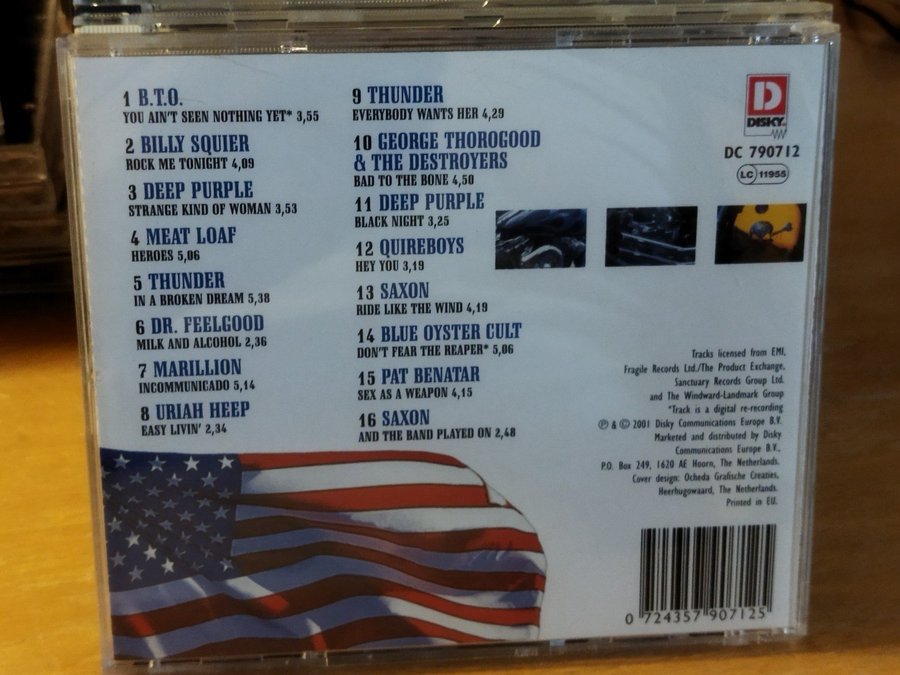 1 B.T.O.
YOU AIN'T SEEN NOTHING YET* 3,55
2 BILLY SQUIER
ROCK ME TONIGHT 4,09
3 DEEP PURPLE
STRANGE KIND OF WOMAN 3,53
4 MEAT LOAF
HEROES 5,06
5 THUNDER
IN A BROKEN DREAM 5,38
6 DR. FEELGOOD
MILK AND ALCOHOL 2,36
7 MARILLION
INCOMMUNICADO 5,14
8 URIAH HEEP
EASY LIVIN' 2,34
9 THUNDER
EVERYBODY WANTS HER 4,29
10 GEORGE THOROGOOD
& THE DESTROYERS
BAD TO THE BONE 4,50
11 DEEP PURPLE
BLACK NIGHT 3,25
12 QUIREBOYS
HEY YOU 3,19
13 SAXON
RIDE LIKE THE WIND 4,19
14 BLUE OYSTER CULT
DON'T FEAR THE REAPER* 5,06
15 PAT BENATAR
SEX AS A WEAPON 4,15
16 SAXON
AND THE BAND PLAYED ON 2,48
D
DISKY
DC 790712
LC 11955
Tracks licensed from EMI,
Fragile Records Ltd./The Product Exchange,
Sanctuary Records Group Ltd.
and The Windward-Landmark Group
*Track is a digital re-recording
℗ & © 2001 Disky Communications Europe B.V.
Marketed and distributed by Disky
Communications Europe B.V.,
P.O. Box 249, 1620 AE Hoorn, The Netherlands.
Cover design: Ocheda Grafische Creaties,
Heerhugowaard, The Netherlands.
Printed in EU.
0 724357 907125